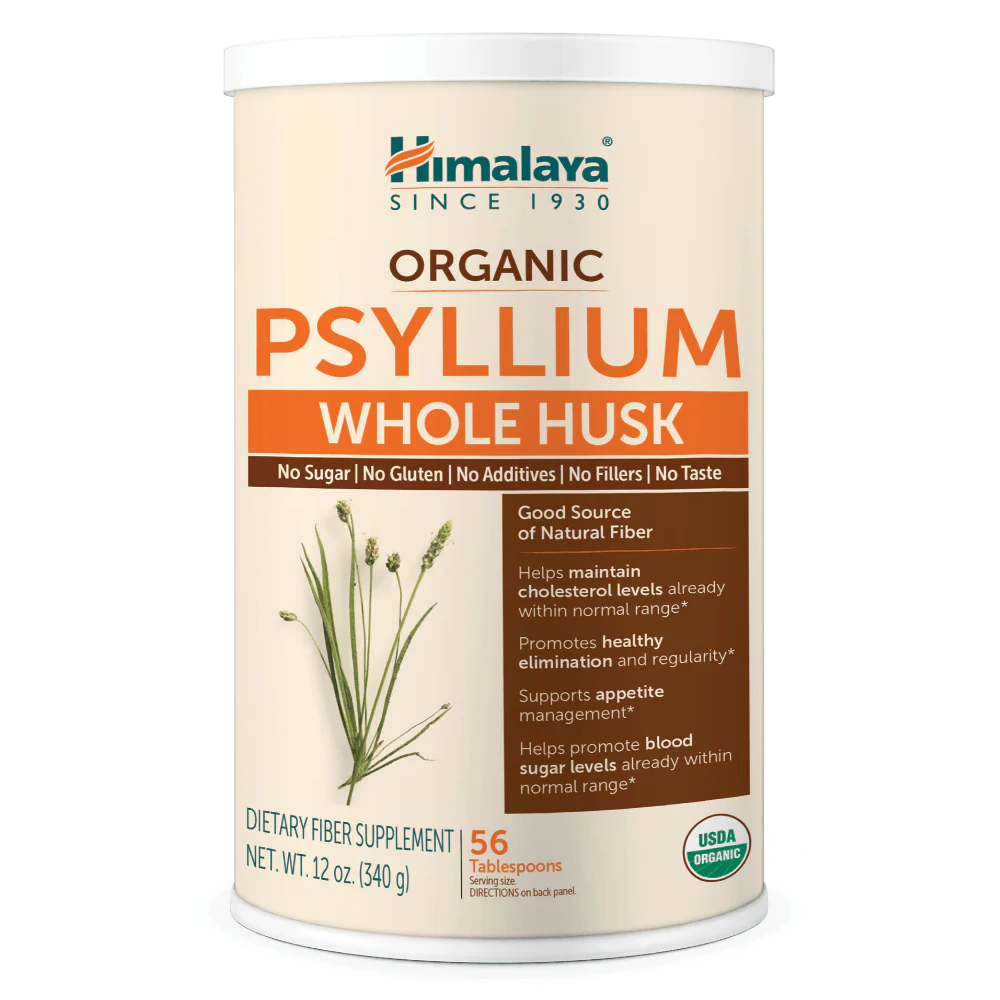 Himalaya®
SINCE 1930
ORGANIC
PSYLLIUM
WHOLE HUSK
No Sugar | No Gluten | No Additives | No Fillers | No Taste
Good Source
of Natural Fiber
Helps maintain
cholesterol levels already
within normal range*
Promotes healthy
elimination and regularity*
Supports appetite
management*
Helps promote blood
sugar levels already within
normal range*
DIETARY FIBER SUPPLEMENT
NET. WT. 12 oz. (340 g)
56
Tablespoons
Serving size.
DIRECTIONS on back panel.
USDA
ORGANIC